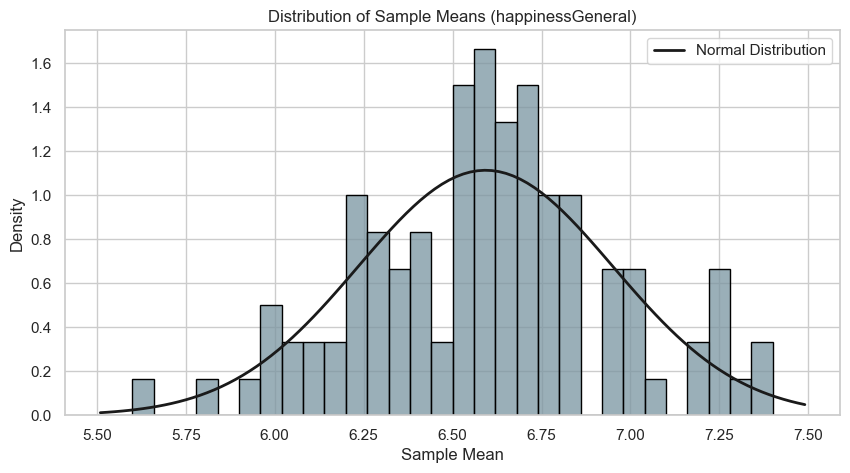 Distribution of Sample Means (happinessGeneral)
Normal Distribution
1.6
1.4
1.2
1.0
0.8
0.6
0.4
0.2
0.0
Density
5.50 5.75 6.00 6.25 6.50 6.75 7.00 7.25 7.50
Sample Mean